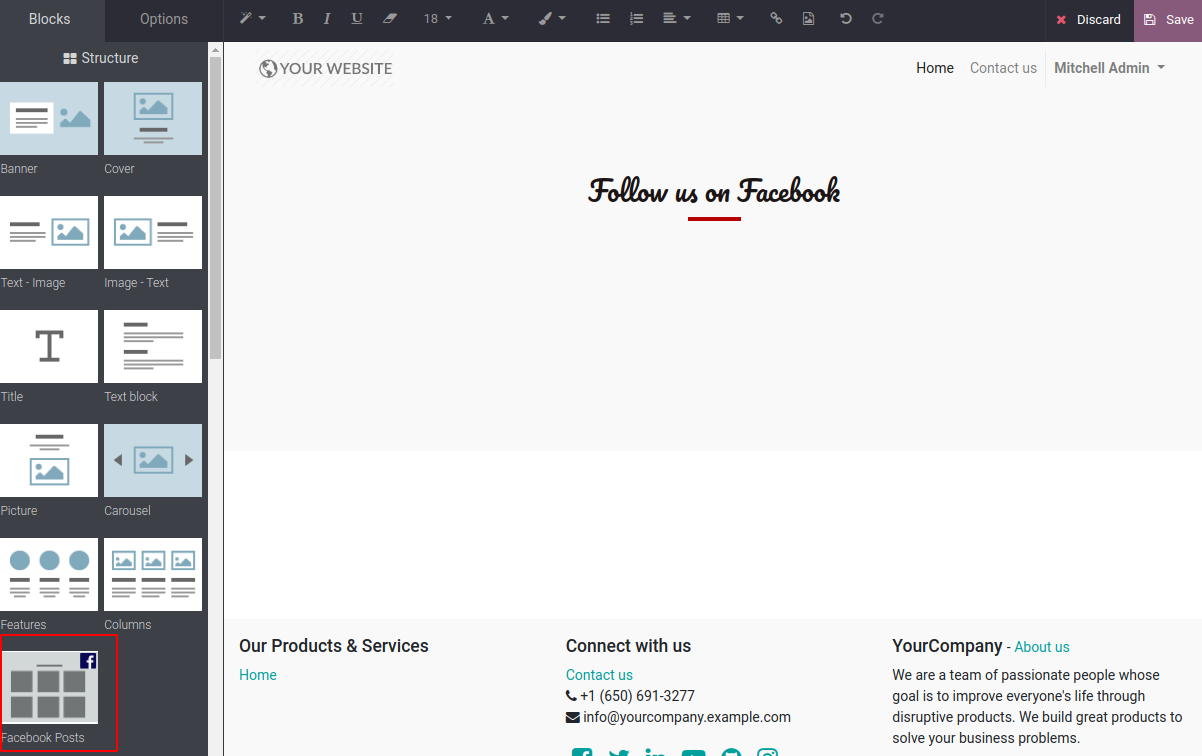 Blocks
Options
B
I
U
18
A
Discard
Save
Structure
Banner
Cover
Text - Image
Image - Text
T
Title
Text block
Picture
Carousel
Features
Columns
f
Facebook Posts
YOUR WEBSITE
Home
Contact us
Mitchell Admin
Follow us on Facebook
Our Products & Services
Home
Connect with us
Contact us
+1 (650) 691-3277
info@yourcompany.example.com
YourCompany - About us
We are a team of passionate people whose
goal is to improve everyone's life through
disruptive products. We build great products to
solve your business problems.